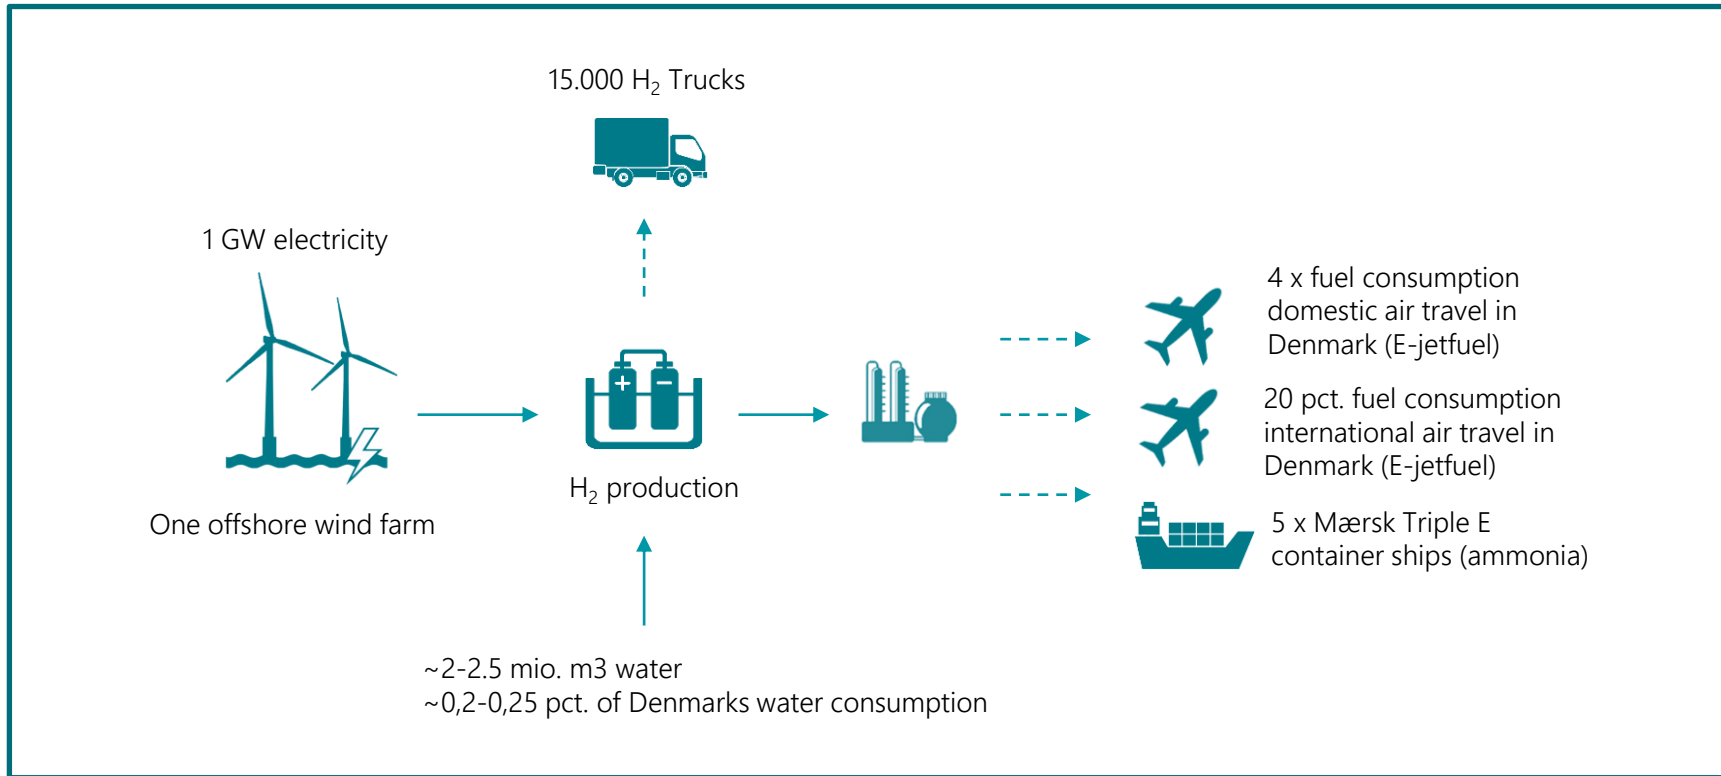 15.000 H₂ Trucks
1 GW electricity
One offshore wind farm
H₂ production
~2-2.5 mio. m3 water
~0,2-0,25 pct. of Denmarks water consumption
4 x fuel consumption
domestic air travel in
Denmark (E-jetfuel)
20 pct. fuel consumption
international air travel in
Denmark (E-jetfuel)
5 x Mærsk Triple E
container ships (ammonia)